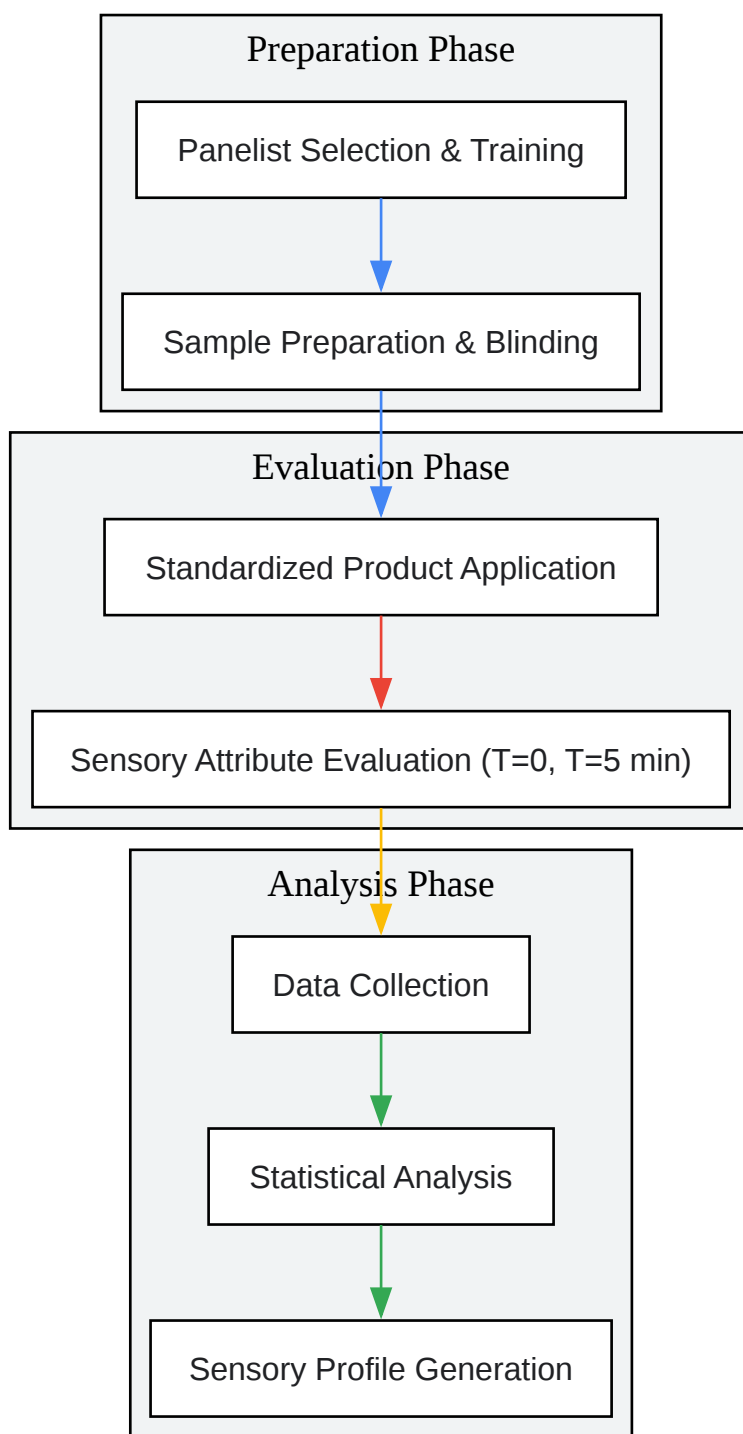 Preparation Phase
Panelist Selection & Training
Sample Preparation & Blinding
Evaluation Phase
Standardized Product Application
Sensory Attribute Evaluation (T=0, T=5 min)
Analysis Phase
Data Collection
Statistical Analysis
Sensory Profile Generation